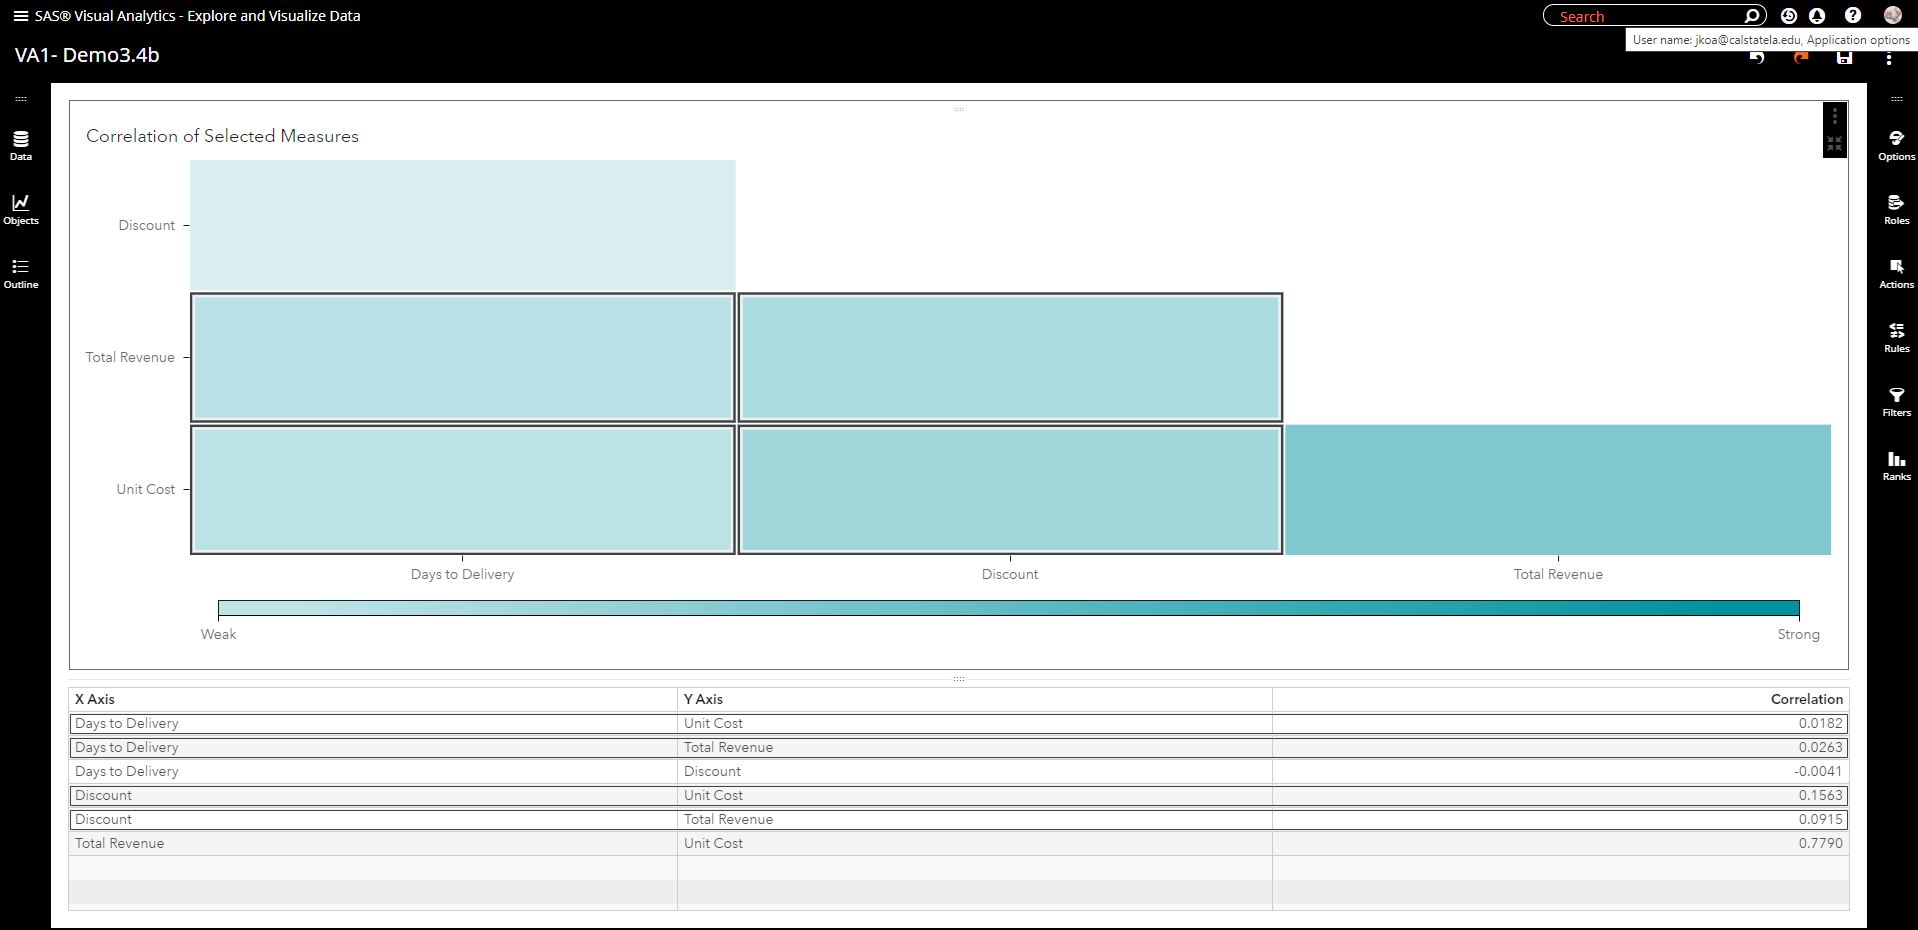 SAS® Visual Analytics - Explore and Visualize Data
Search
User name: jkoa@calstatela.edu, Application options
VA1- Demo3.4b
Data
Objects
Outline
Options
Roles
Actions
Rules
Filters
Ranks
Correlation of Selected Measures
Discount
Total Revenue
Unit Cost
Days to Delivery Discount Total Revenue
Weak Strong
X Axis Y Axis Correlation
Days to Delivery Unit Cost 0.0182
Days to Delivery Total Revenue 0.0263
Days to Delivery Discount -0.0041
Discount Unit Cost 0.1563
Discount Total Revenue 0.0915
Total Revenue Unit Cost 0.7790